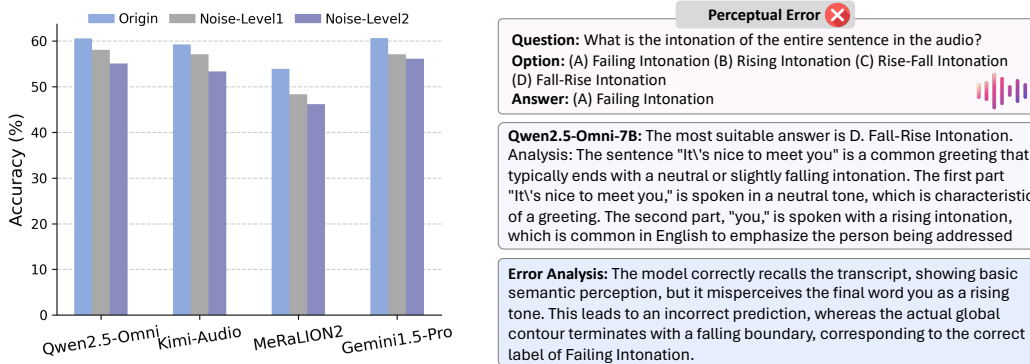 Origin Noise-Level1 Noise-Level2
Accuracy (%)
60
50
40
30
20
10
0
Qwen2.5-Omni Kimi-Audio MeRaLION2 Gemini1.5-Pro
Perceptual Error
Question: What is the intonation of the entire sentence in the audio?
Option: (A) Failing Intonation (B) Rising Intonation (C) Rise-Fall Intonation
(D) Fall-Rise Intonation
Answer: (A) Failing Intonation
Qwen2.5-Omni-7B: The most suitable answer is D. Fall-Rise Intonation.
Analysis: The sentence "It\'s nice to meet you" is a common greeting that
typically ends with a neutral or slightly falling intonation. The first part
"It\'s nice to meet you," is spoken in a neutral tone, which is characteristic
of a greeting. The second part, "you," is spoken with a rising intonation,
which is common in English to emphasize the person being addressed
Error Analysis: The model correctly recalls the transcript, showing basic
semantic perception, but it misperceives the final word you as a rising
tone. This leads to an incorrect prediction, whereas the actual global
contour terminates with a falling boundary, corresponding to the correct
label of Failing Intonation.